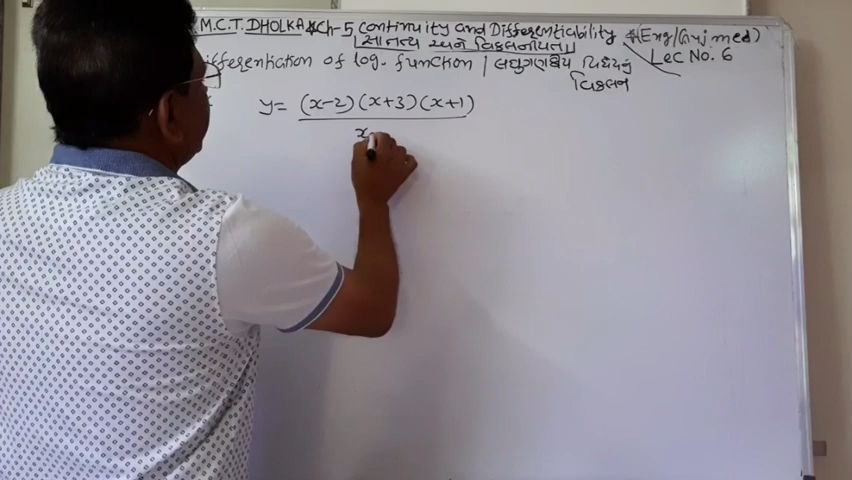 M.C.T. DHOLKA Ch-5 Continuity and Differentiability (Eng/Guj med)
સાતત્ય અને વિકલનીયતા Lec No. 6
ifferentiation of log. function / લઘુગણકીય વિધેયનું
વિકલન
y= (x-2)(x+3)(x+1)
x